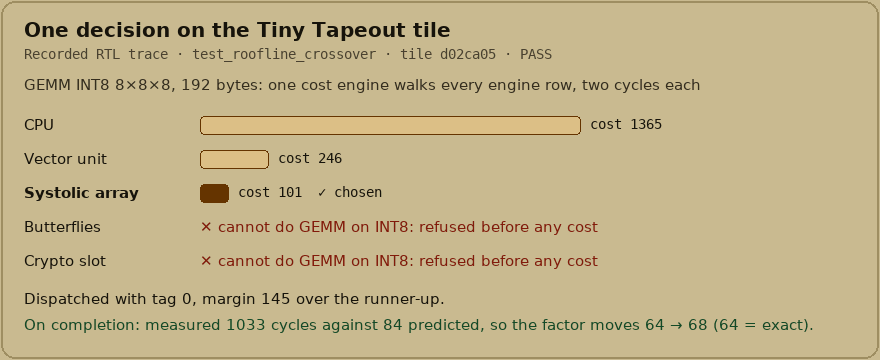 One decision on the Tiny Tapeout tile
Recorded RTL trace · test_roofline_crossover · tile d02ca05 · PASS
GEMM INT8 8×8×8, 192 bytes: one cost engine walks every engine row, two cycles each
CPU cost 1365
Vector unit cost 246
Systolic array cost 101 ✓ chosen
Butterflies ✕ cannot do GEMM on INT8: refused before any cost
Crypto slot ✕ cannot do GEMM on INT8: refused before any cost
Dispatched with tag 0, margin 145 over the runner-up.
On completion: measured 1033 cycles against 84 predicted, so the factor moves 64 → 68 (64 = exact).